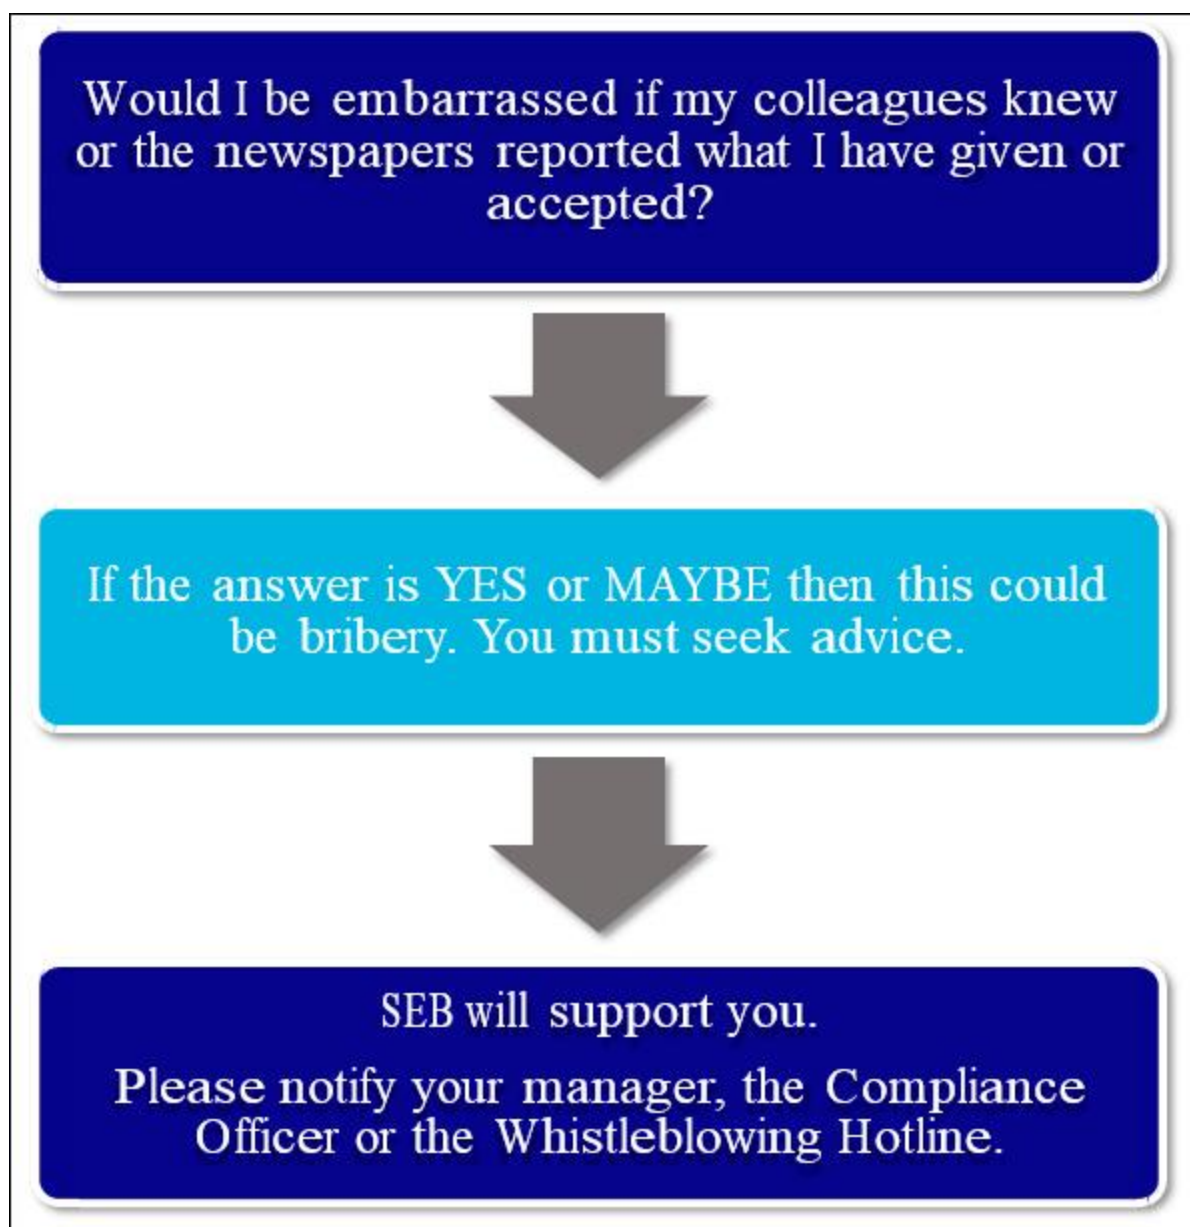 Would I be embarrassed if my colleagues knew
or the newspapers reported what I have given or
accepted?
If the answer is YES or MAYBE then this could
be bribery. You must seek advice.
SEB will support you.
Please notify your manager, the Compliance
Officer or the Whistleblowing Hotline.